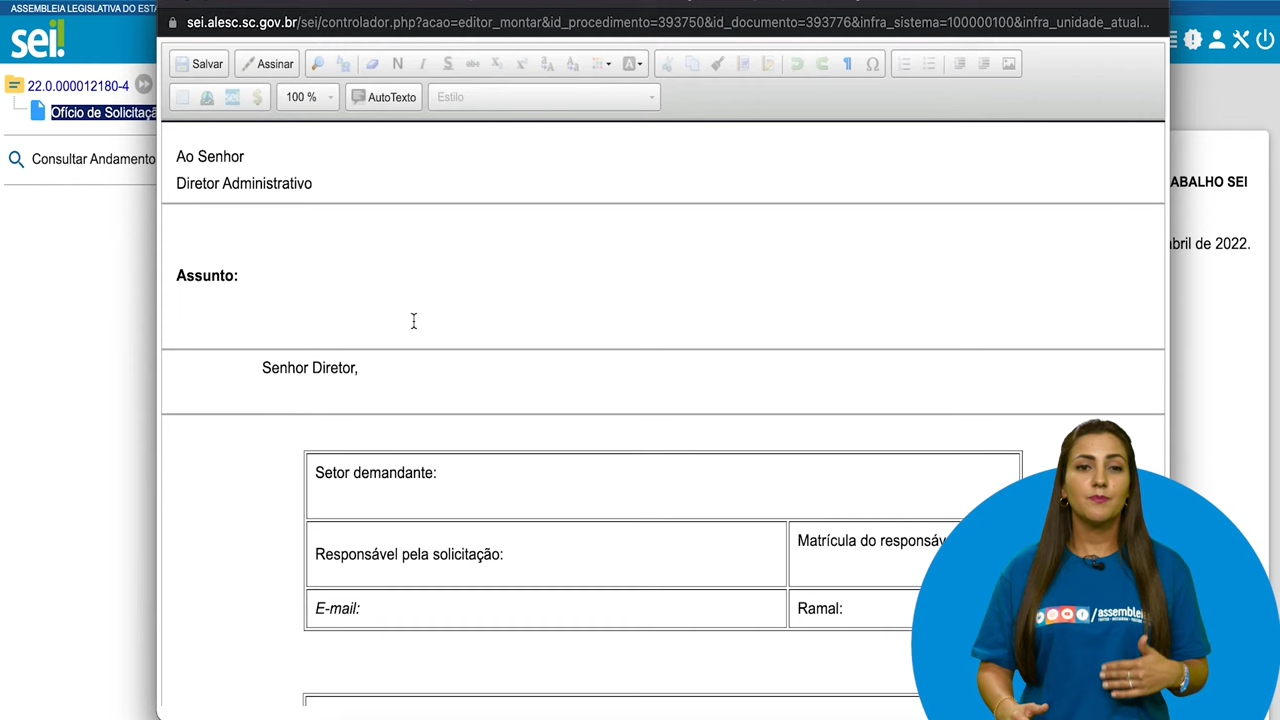 ASSEMBLEIA LEGISLATIVA DO ESTA
sei.alesc.sc.gov.br/sei/controlador.php?acao=editor_montar&id_procedimento=393750&id_documento=393776&infra_sistema=100000100&infra_unidade_atual...
sei!
Salvar
Assinar
22.0.000012180-4
100 %
AutoTexto
Estilo
Ofício de Solicitaçã
Consultar Andamento
Ao Senhor
Diretor Administrativo
ABALHO SEI
abril de 2022.
Assunto:
Senhor Diretor,
Setor demandante:
Responsável pela solicitação:
Matrícula do responsáv
E-mail:
Ramal:
/assemblei